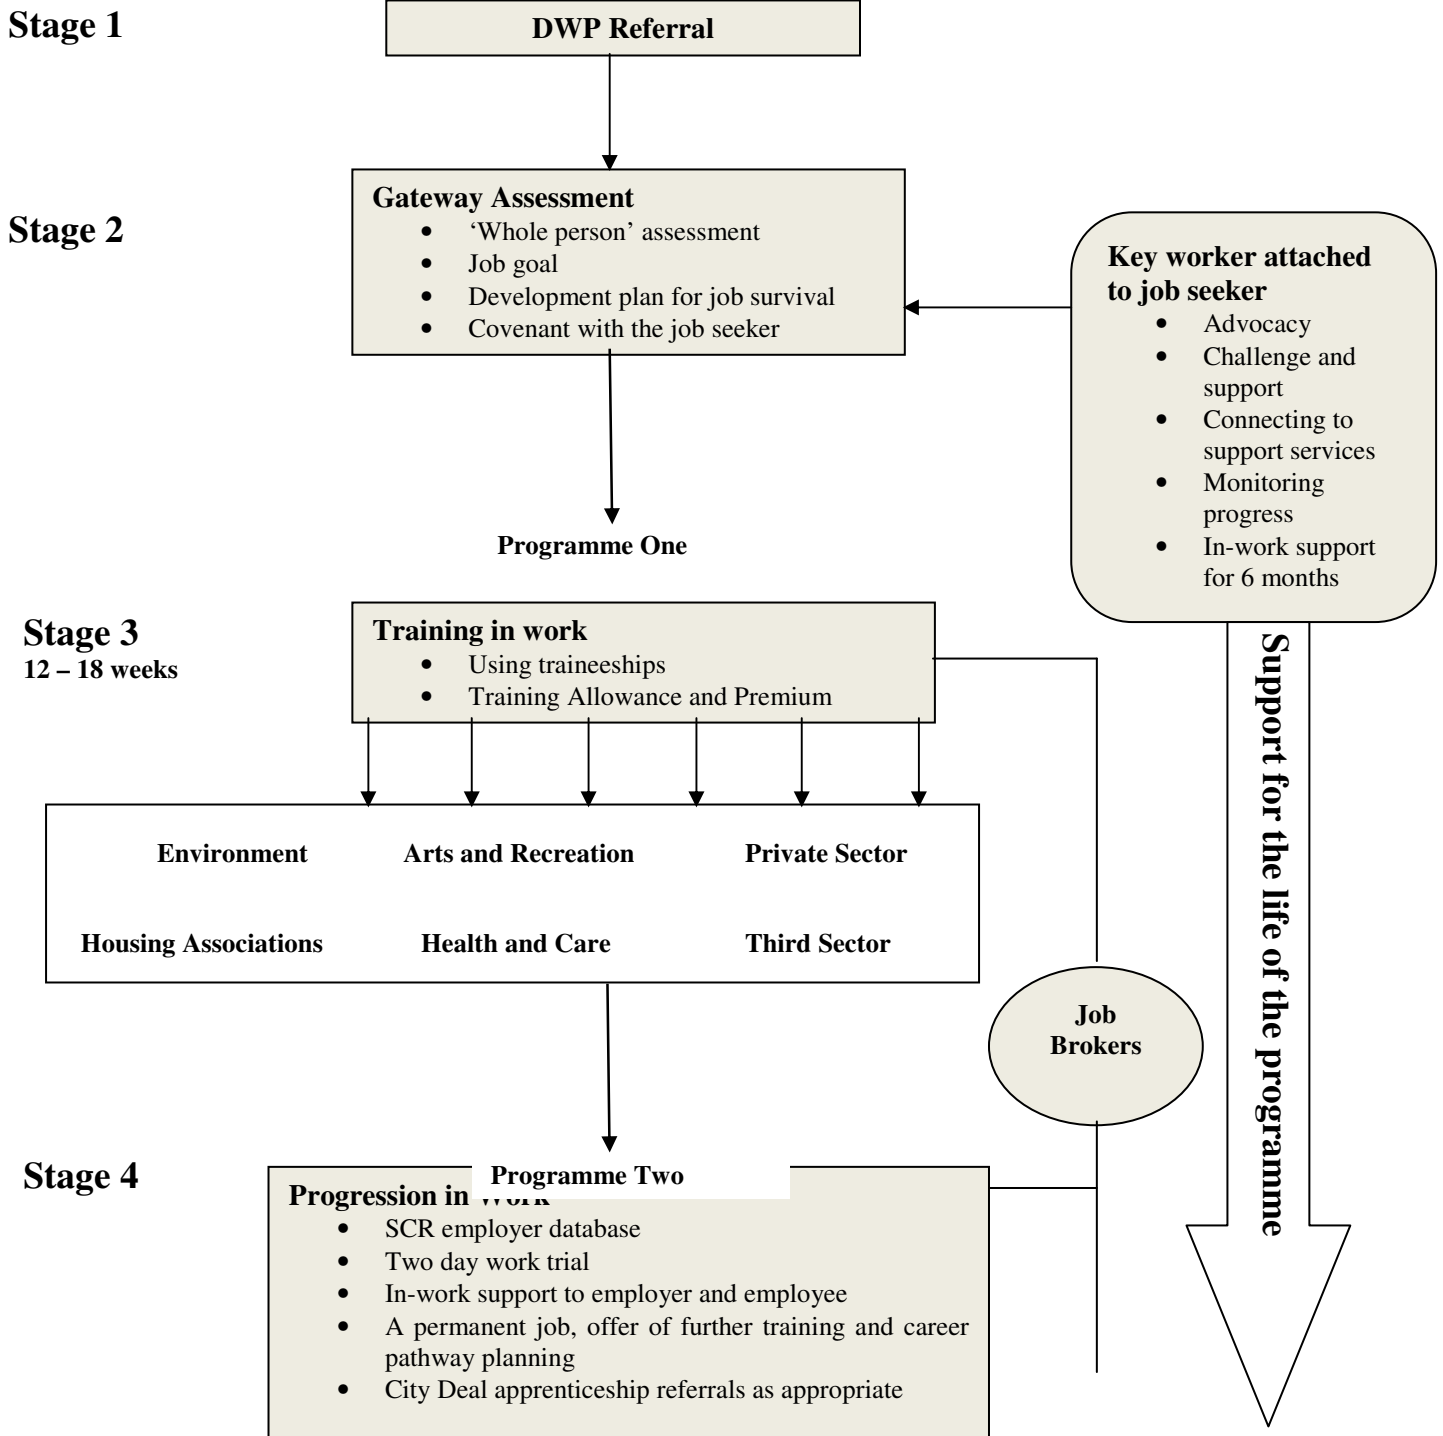 Stage 1
DWP Referral
Stage 2
Gateway Assessment
• ‘Whole person’ assessment
• Job goal
• Development plan for job survival
• Covenant with the job seeker
Key worker attached
to job seeker
• Advocacy
• Challenge and
support
• Connecting to
support services
• Monitoring
progress
• In-work support
for 6 months
Programme One
Stage 3
12 – 18 weeks
Training in work
• Using traineeships
• Training Allowance and Premium
Support for the life of the programme
Environment
Arts and Recreation
Private Sector
Housing Associations
Health and Care
Third Sector
Job
Brokers
Stage 4
Programme Two
Progression in work
• SCR employer database
• Two day work trial
• In-work support to employer and employee
• A permanent job, offer of further training and career
pathway planning
• City Deal apprenticeship referrals as appropriate